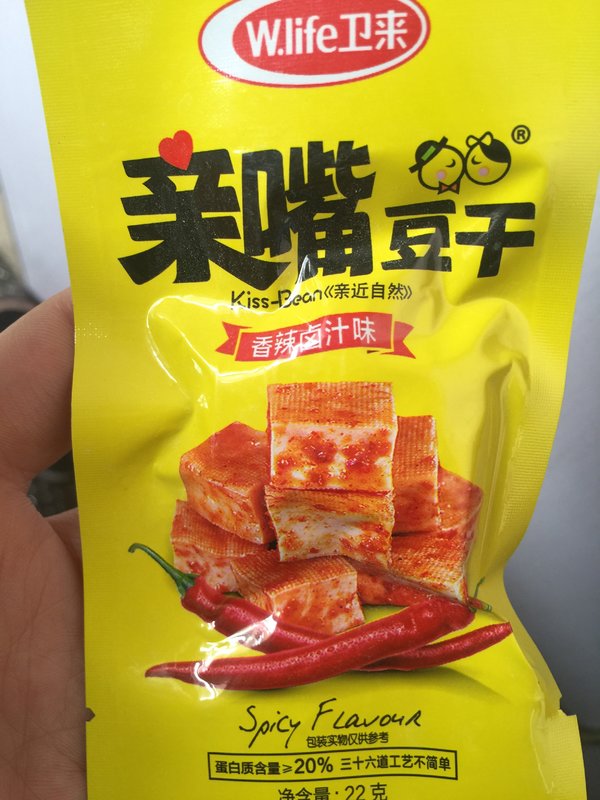 W.life卫来
亲嘴豆干®
Kiss-Bean《亲近自然》
香辣卤汁味
Spicy Flavour
包装实物仅供参考
蛋白质含量≥20% 三十六道工艺不简单
净含量:22克